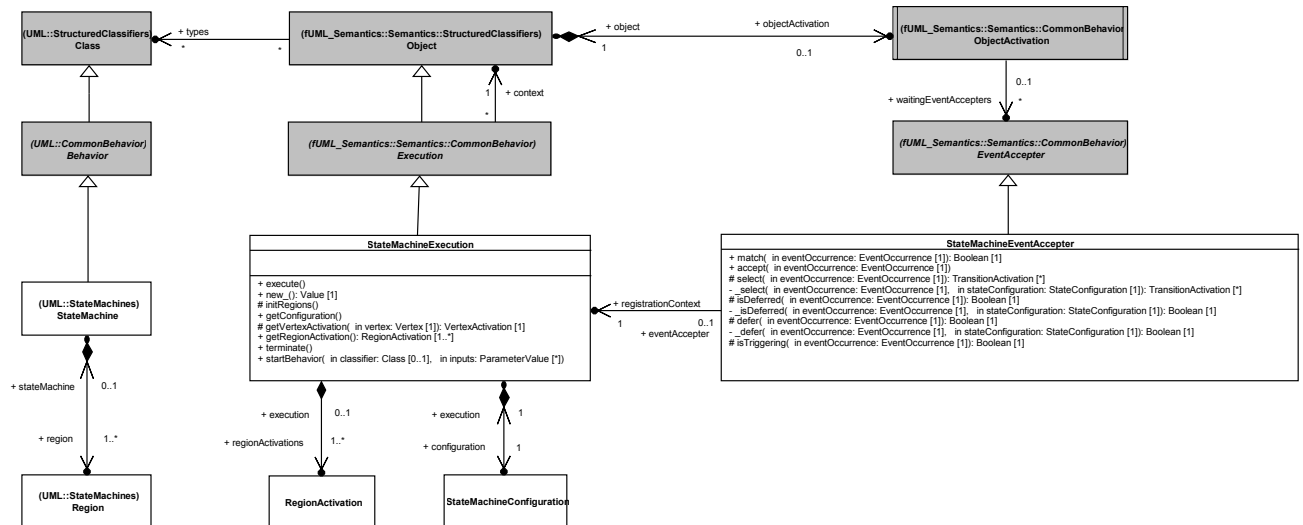 (UML::StructuredClassifiers)
Class
+ types
*
*
(fUML_Semantics::Semantics::StructuredClassifiers)
Object
+ object
1
+ objectActivation
0..1
(fUML_Semantics::Semantics::CommonBehavior
ObjectActivation
1
+ context
*
0..1
+ waitingEventAccepters
*
(UML::CommonBehavior)
Behavior
(fUML_Semantics::Semantics::CommonBehavior)
Execution
(fUML_Semantics::Semantics::CommonBehavior)
EventAccepter
StateMachineExecution
+ execute()
+ new_(): Value [1]
# initRegions()
+ getConfiguration()
# getVertexActivation( in vertex: Vertex [1]): VertexActivation [1]
+ getRegionActivation(): RegionActivation [1..*]
+ terminate()
+ startBehavior( in classifier: Class [0..1], in inputs: ParameterValue [*])
+ registrationContext
1
0..1
+ eventAccepter
StateMachineEventAccepter
+ match( in eventOccurrence: EventOccurrence [1]): Boolean [1]
+ accept( in eventOccurrence: EventOccurrence [1])
# select( in eventOccurrence: EventOccurrence [1]): TransitionActivation [*]
- _select( in eventOccurrence: EventOccurrence [1], in stateConfiguration: StateConfiguration [1]): TransitionActivation [*]
# isDeferred( in eventOccurrence: EventOccurrence [1]): Boolean [1]
- _isDeferred( in eventOccurrence: EventOccurrence [1], in stateConfiguration: StateConfiguration [1]): Boolean [1]
# defer( in eventOccurrence: EventOccurrence [1]): Boolean [1]
- _defer( in eventOccurrence: EventOccurrence [1], in stateConfiguration: StateConfiguration [1]): Boolean [1]
# isTriggering( in eventOccurrence: EventOccurrence [1]): Boolean [1]
(UML::StateMachines)
StateMachine
+ stateMachine
0..1
+ region
1..*
+ execution
0..1
+ regionActivations
1..*
+ execution
1
+ configuration
1
(UML::StateMachines)
Region
RegionActivation
StateMachineConfiguration